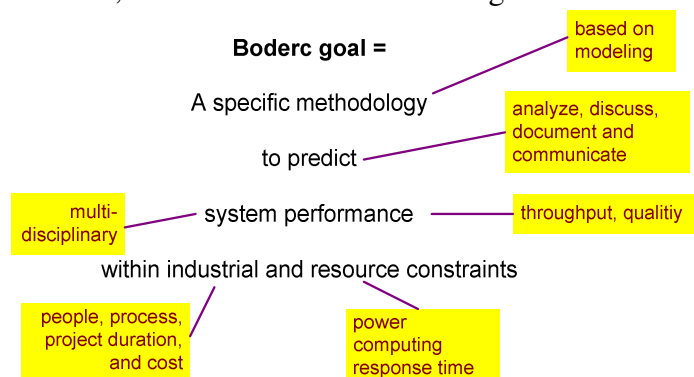 Boderc goal =
based on
modeling
A specific methodology
analyze, discuss,
document and
communicate
to predict
multi-
disciplinary
system performance
throughput, qualitiy
within industrial and resource constraints
people, process,
project duration,
and cost
power
computing
response time